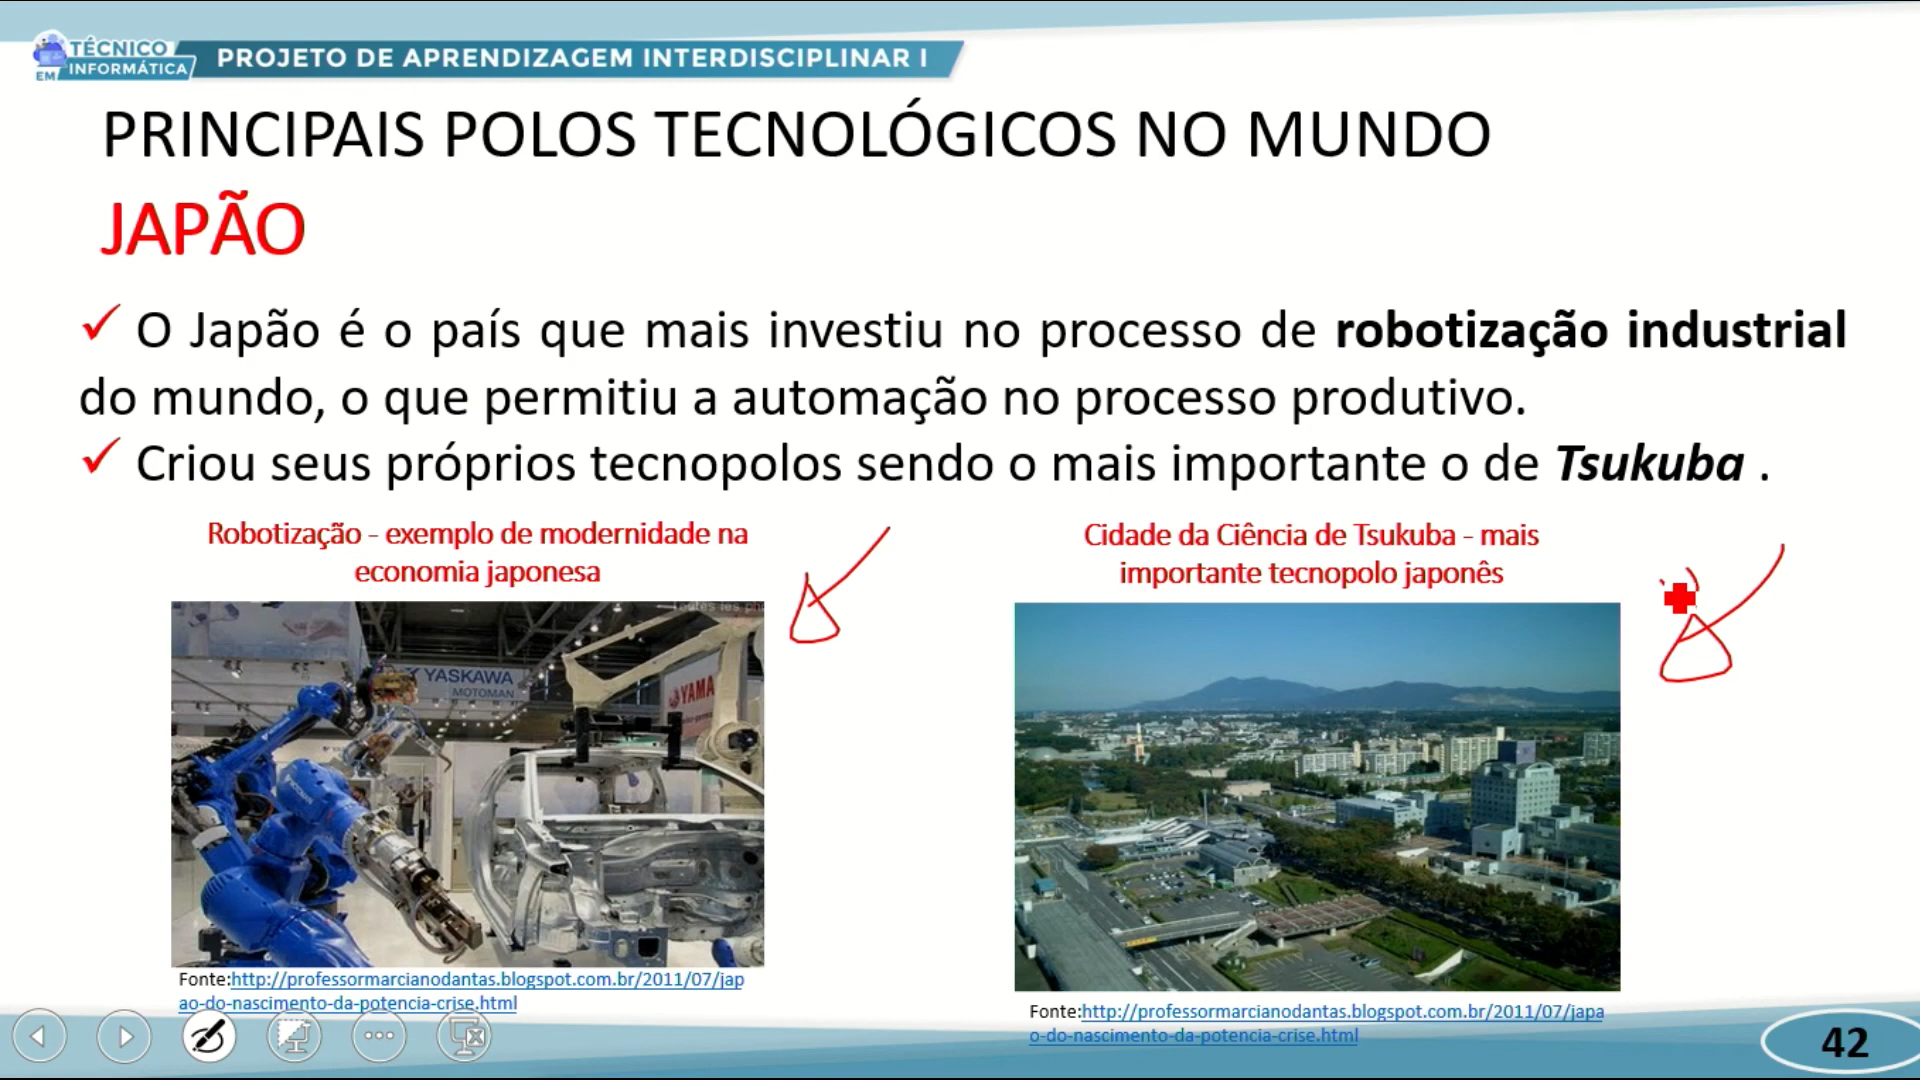 TÉCNICO
EM INFORMÁTICA
PROJETO DE APRENDIZAGEM INTERDISCIPLINAR I
PRINCIPAIS POLOS TECNOLÓGICOS NO MUNDO
JAPÃO
O Japão é o país que mais investiu no processo de robotização industrial
do mundo, o que permitiu a automação no processo produtivo.
Criou seus próprios tecnopolos sendo o mais importante o de Tsukuba .
Robotização - exemplo de modernidade na
economia japonesa
Toutes les
YASKAWA
MOTOMAN
YAMA
Fonte:http://professormarcianodantas.blogspot.com.br/2011/07/jap
ao-do-nascimento-da-potencia-crise.html
Cidade da Ciência de Tsukuba - mais
importante tecnopolo japonês
Fonte:http://professormarcianodantas.blogspot.com.br/2011/07/japa
o-do-nascimento-da-potencia-crise.html
42